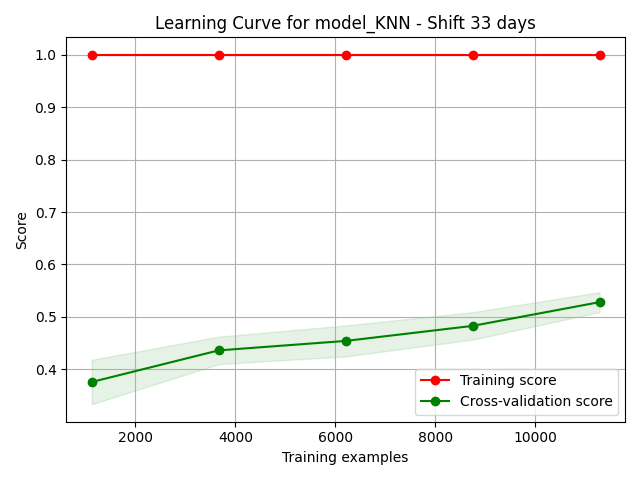 Learning Curve for model_KNN - Shift 33 days
Score
1.0
0.9
0.8
0.7
0.6
0.5
0.4
Training score
Cross-validation score
2000 4000 6000 8000 10000
Training examples